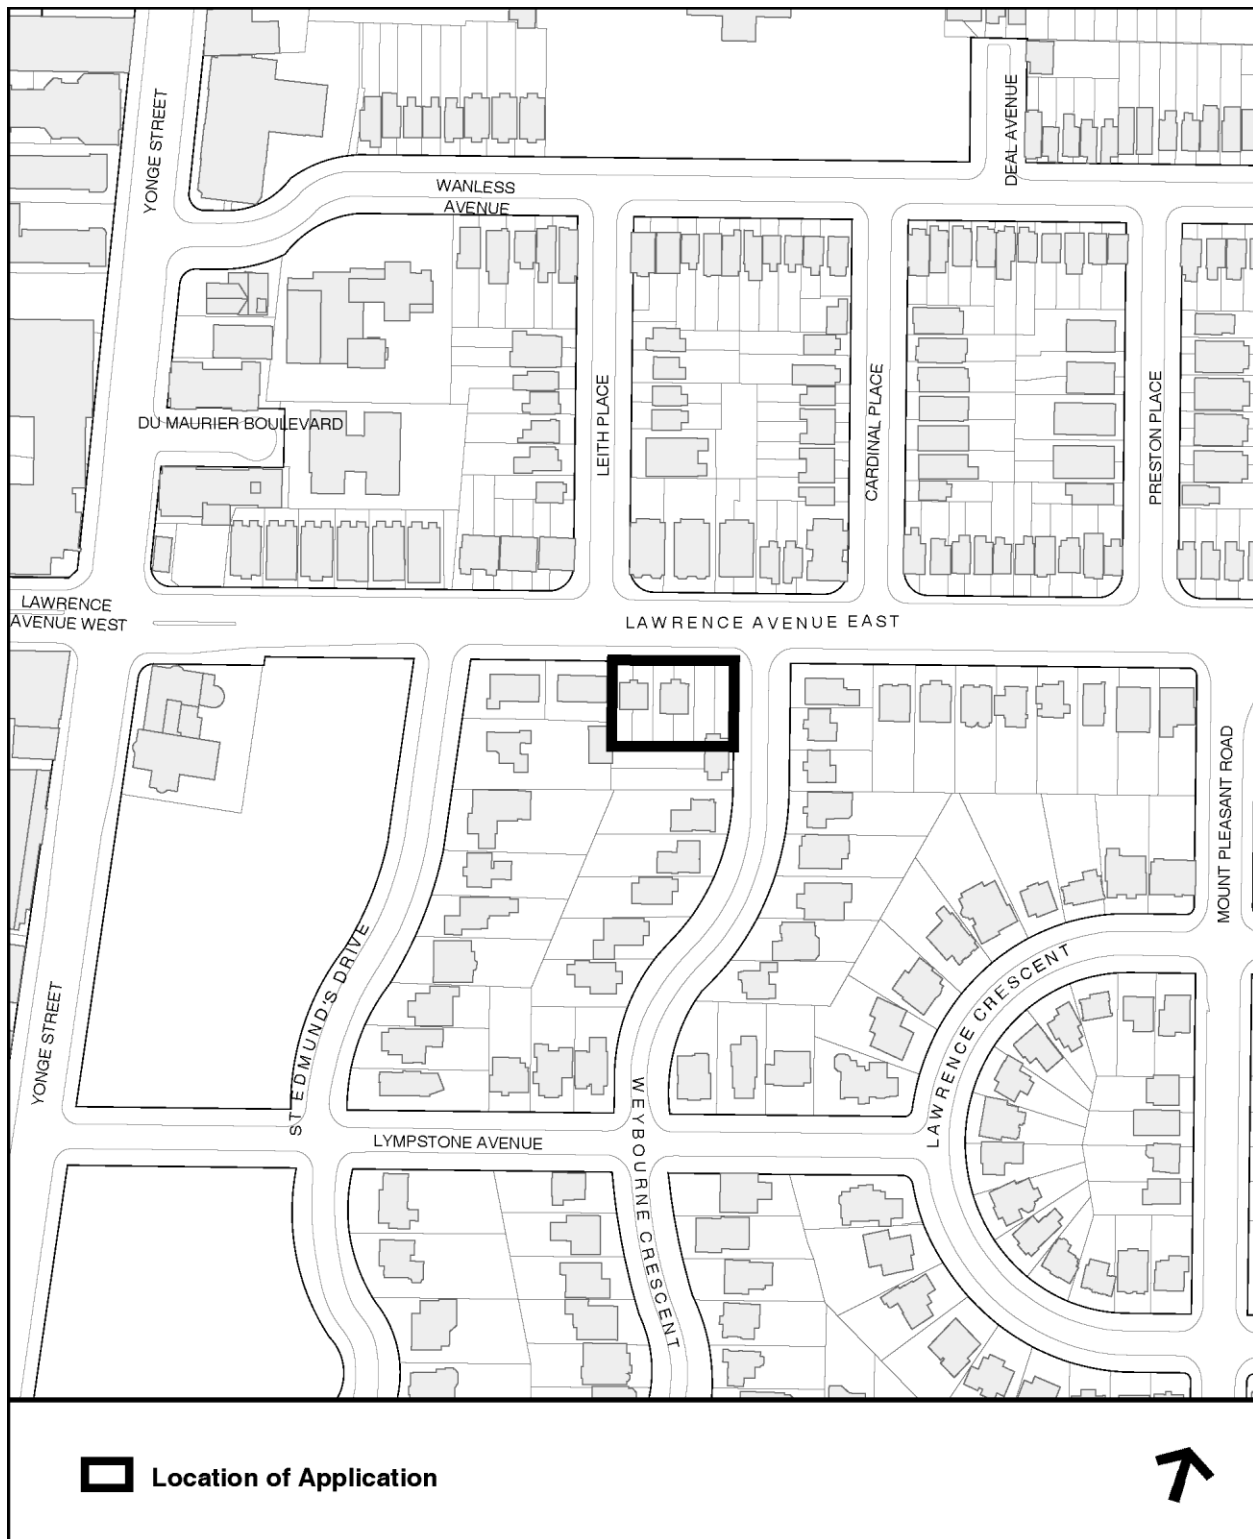 YONGE STREET
DEAL AVENUE
WANLESS
AVENUE
DU MAURIER BOULEVARD
LEITH PLACE
CARDINAL PLACE
PRESTON PLACE
LAWRENCE
AVENUE WEST
LAWRENCE AVENUE EAST
MOUNT PLEASANT ROAD
ST EDMUND'S DRIVE
LAWRENCE CRESCENT
YONGE STREET
WEYBOURNE CRESCENT
LYMPSTONE AVENUE
Location of Application